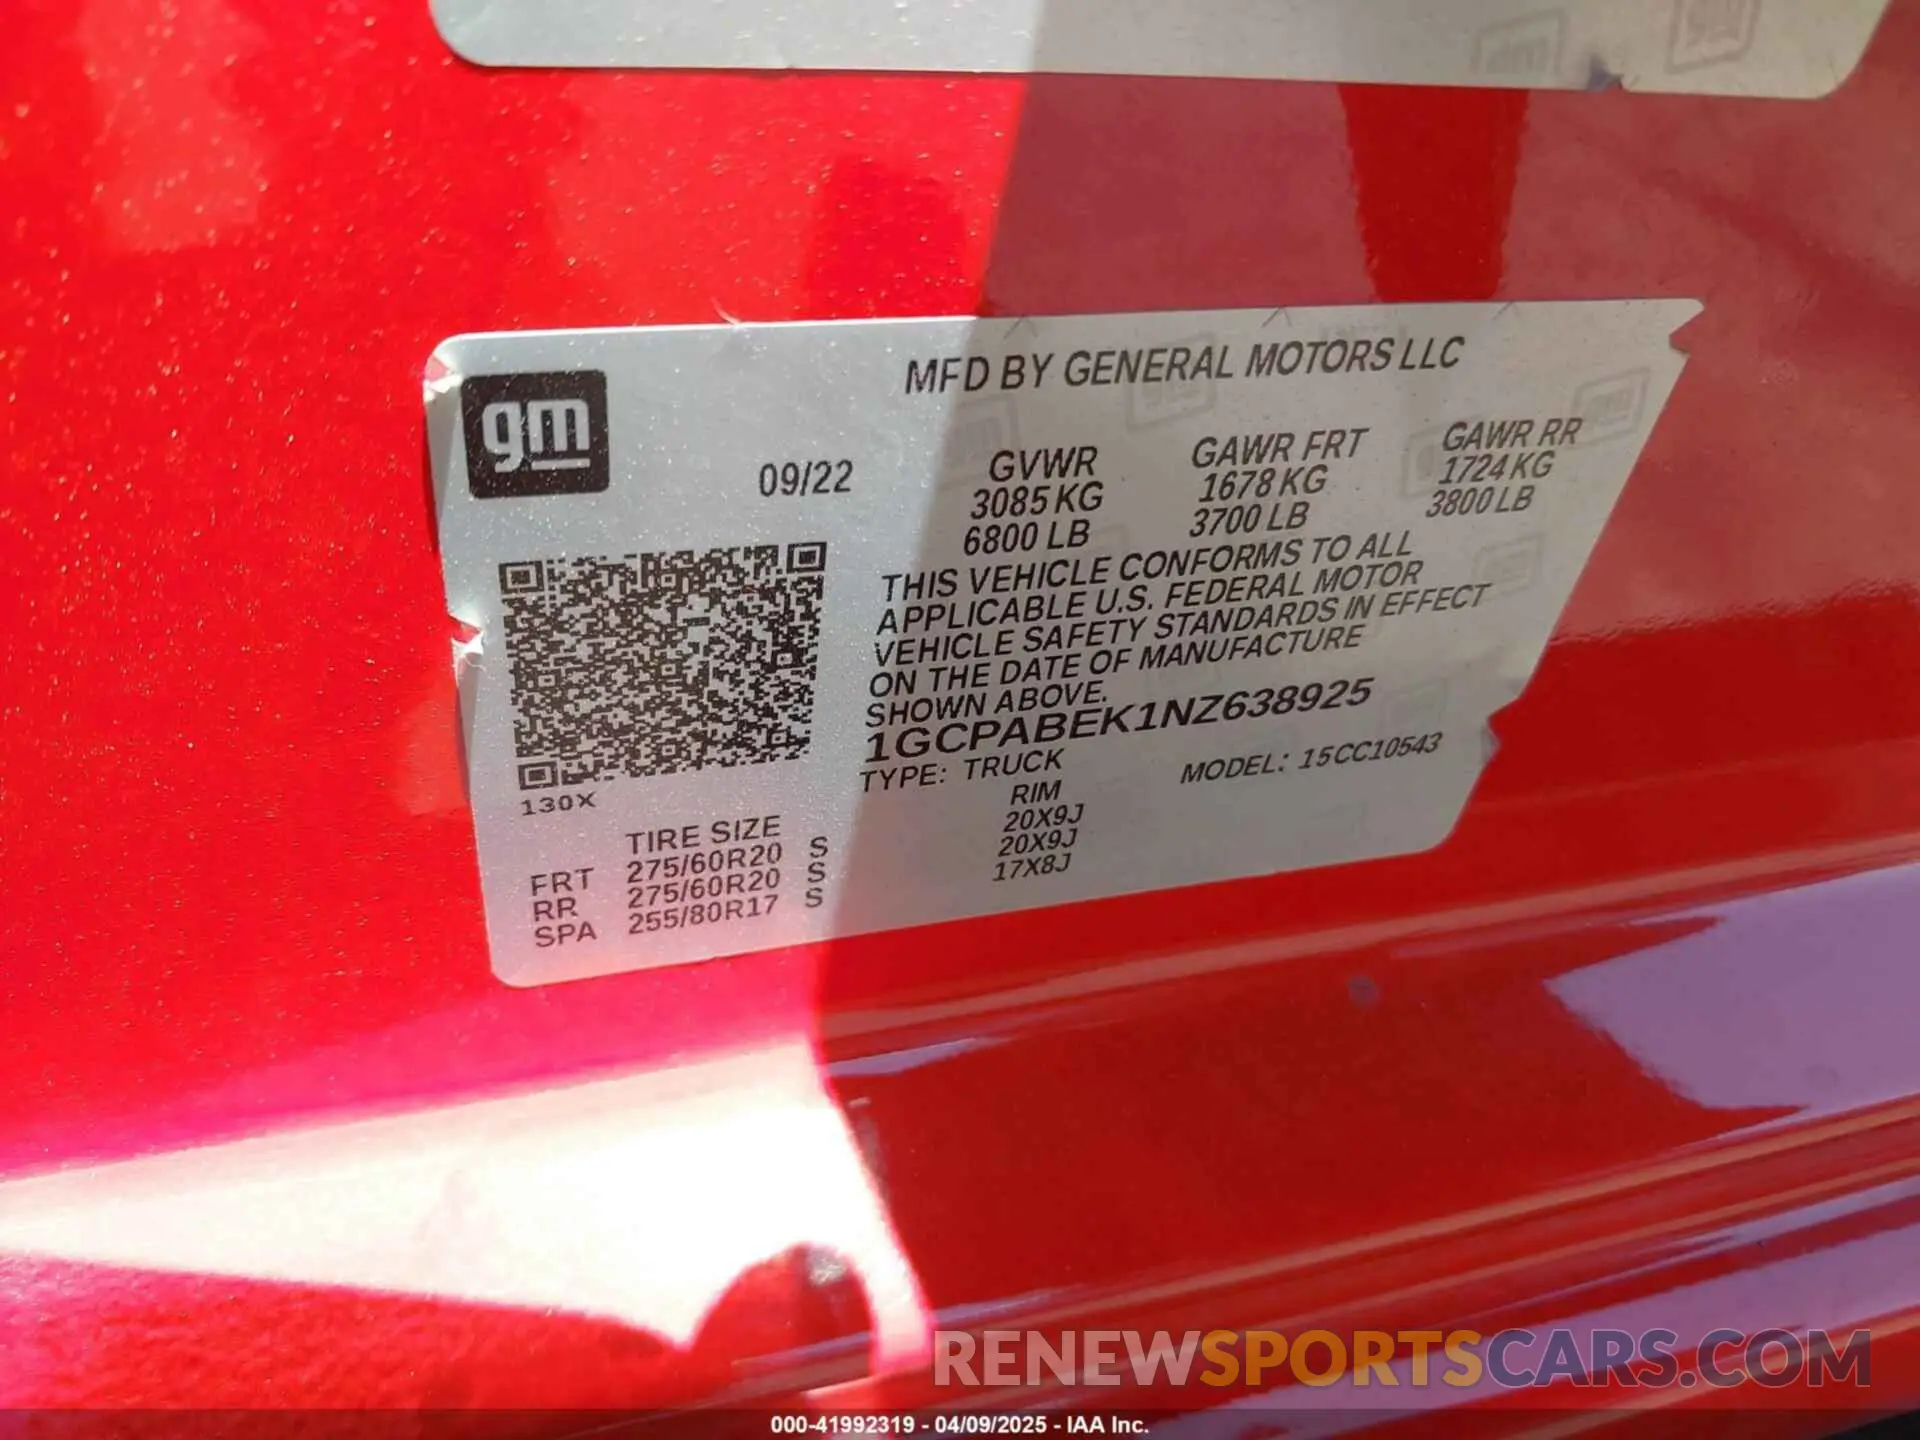 MFD BY GENERAL MOTORS LLC
gm
09/22
GVWR GAWR FRT GAWR RR
3085 KG 1678 KG 1724 KG
6800 LB 3700 LB 3800 LB
THIS VEHICLE CONFORMS TO ALL
APPLICABLE U.S. FEDERAL MOTOR
VEHICLE SAFETY STANDARDS IN EFFECT
ON THE DATE OF MANUFACTURE
SHOWN ABOVE.
1GCPABEK1NZ638925
TYPE: TRUCK MODEL: 15CC10543
130X
TIRE SIZE RIM
FRT 275/60R20 S 20X9J
RR 275/60R20 S 20X9J
SPA 255/80R17 S 17X8J
RENEWSPORTSCARS.COM
000-41992319 - 04/09/2025 - IAA Inc.